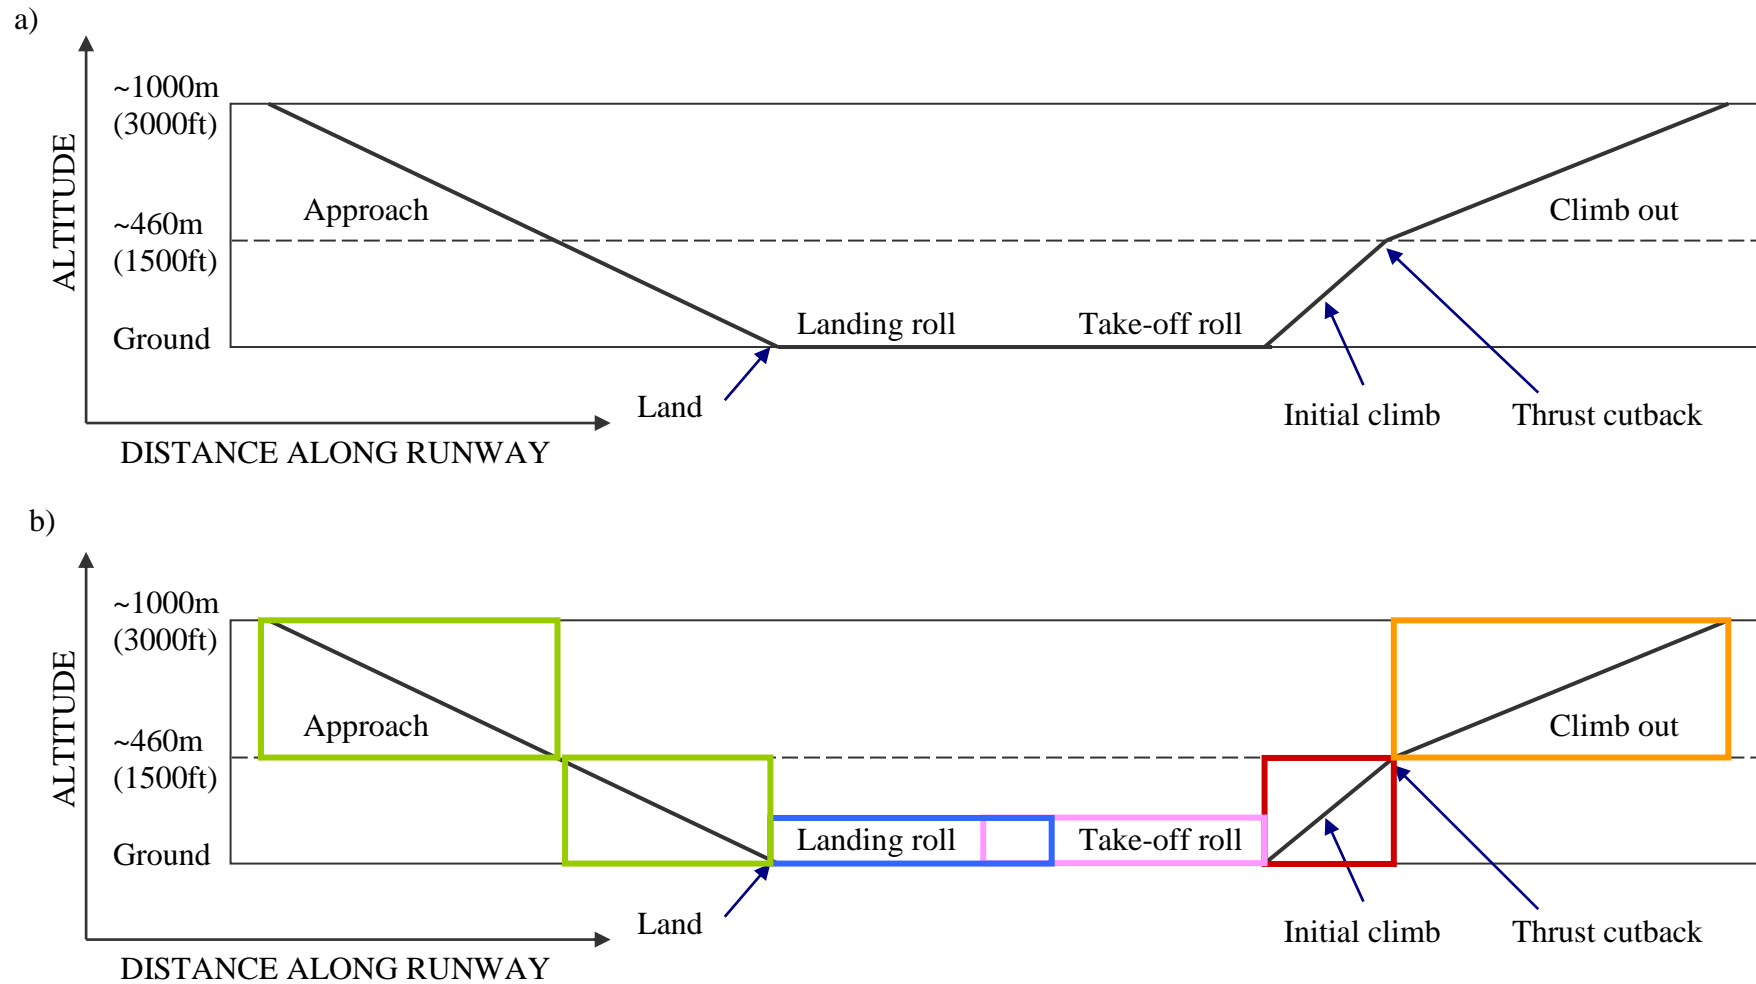 a)
~1000m
(3000ft)
ALTITUDE
Approach
Climb out
~460m
(1500ft)
Landing roll
Take-off roll
Ground
Land
Initial climb
Thrust cutback
DISTANCE ALONG RUNWAY
b)
~1000m
(3000ft)
ALTITUDE
Approach
Climb out
~460m
(1500ft)
Landing roll
Take-off roll
Ground
Land
Initial climb
Thrust cutback
DISTANCE ALONG RUNWAY